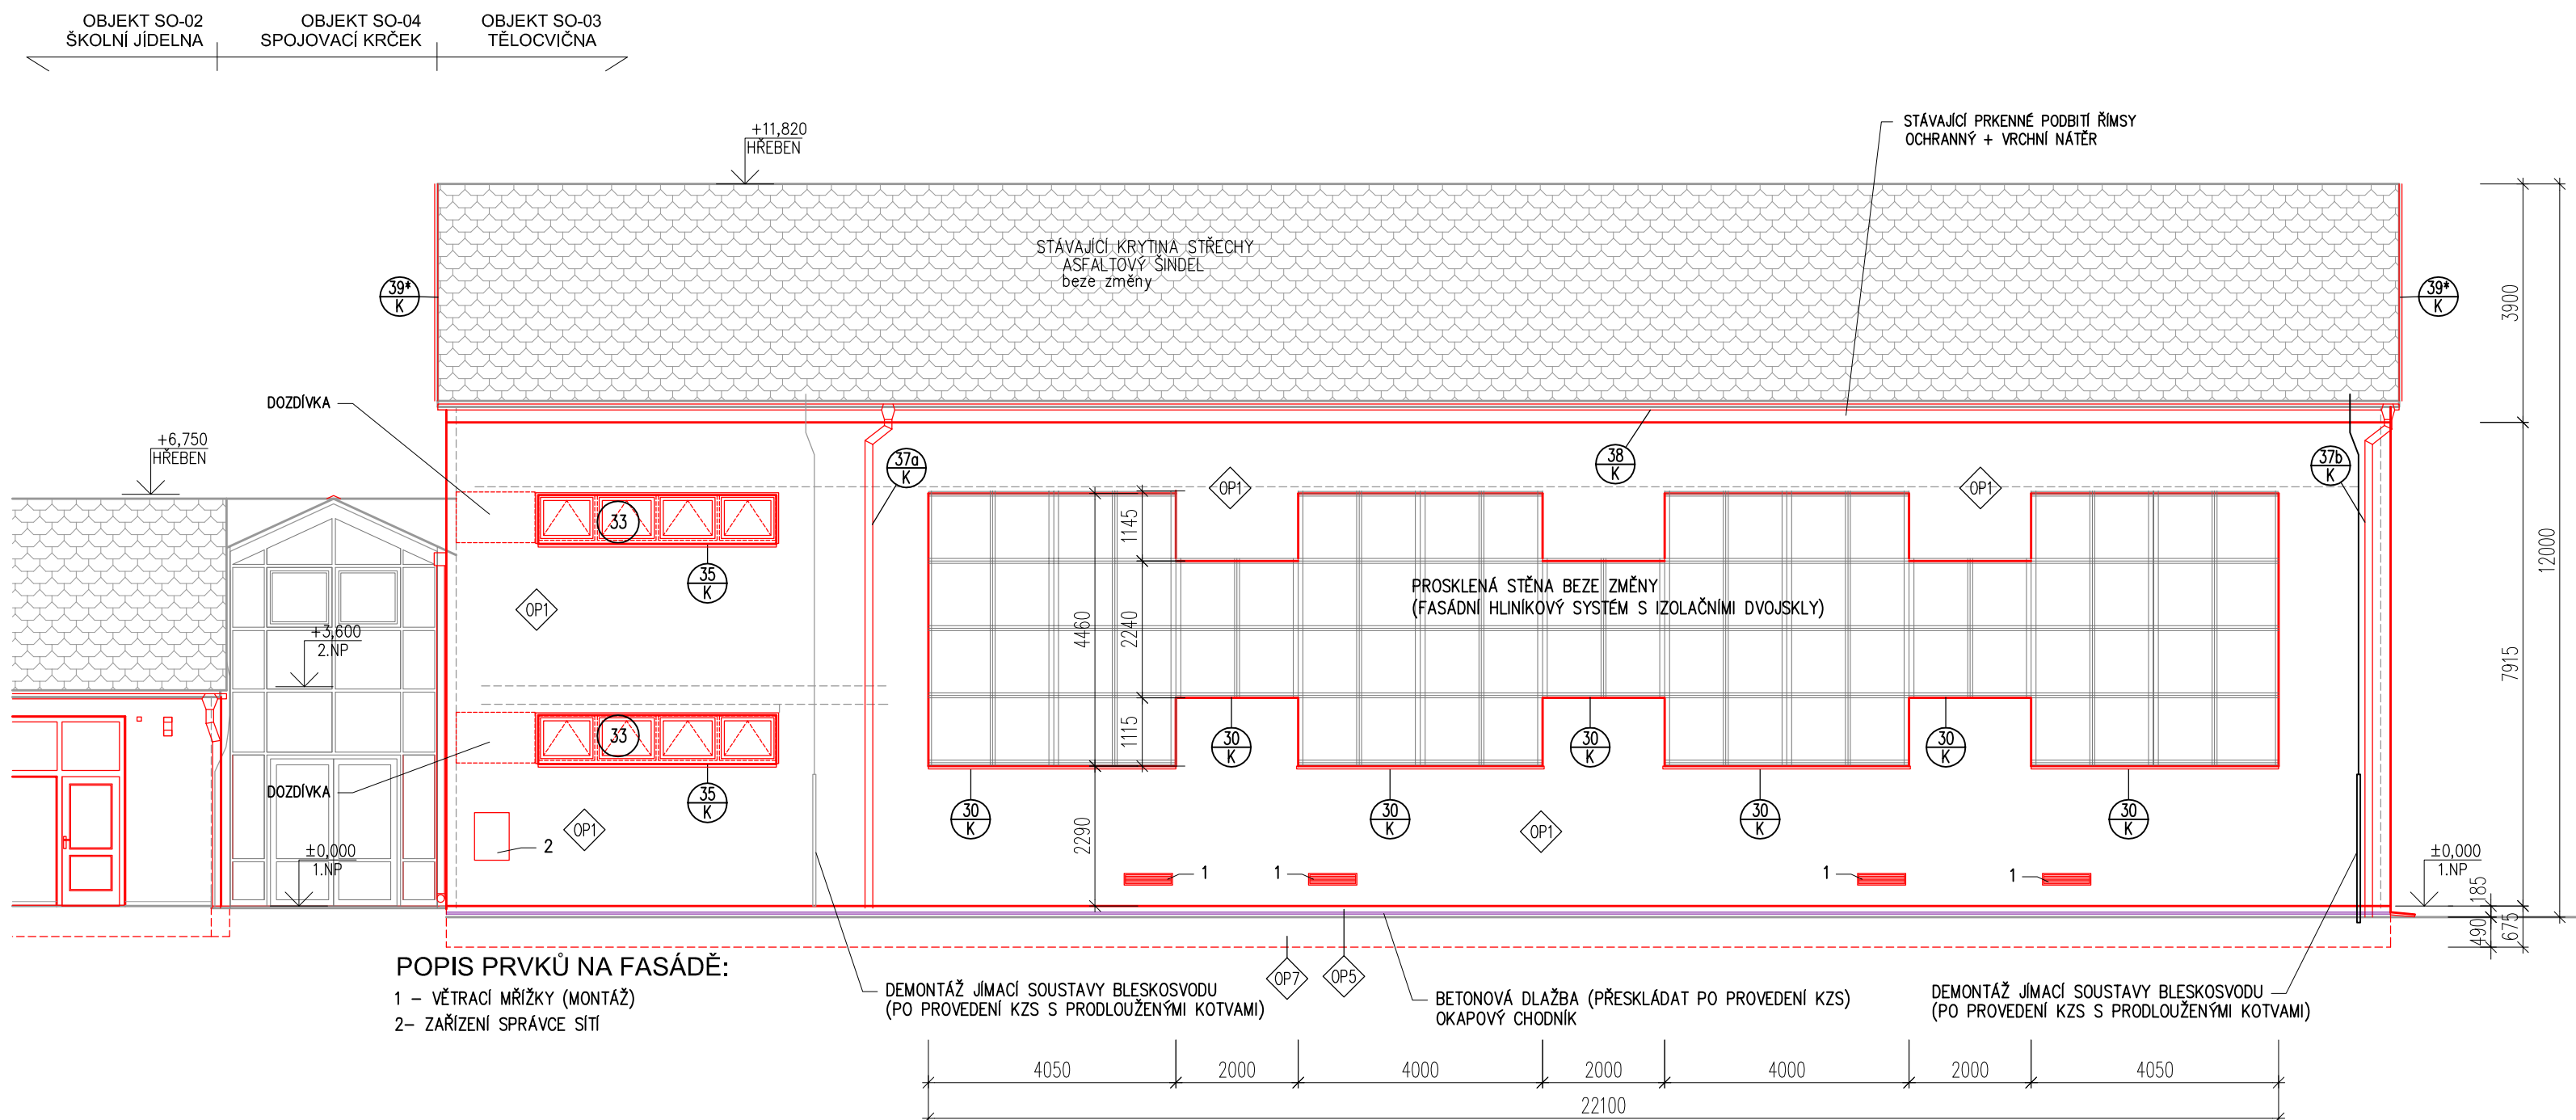 OBJEKT SO-02
ŠKOLNÍ JÍDELNA
OBJEKT SO-04
SPOJOVACÍ KRČEK
OBJEKT SO-03
TĚLOCVIČNA
+11,820
HŘEBEN
STÁVAJÍCÍ PRKENNÉ PODBITÍ ŘÍMSY
OCHRANNÝ + VRCHNÍ NÁTĚR
STÁVAJÍCÍ KRYTINA STŘECHY
ASFALTOVÝ ŠINDEL
beze změny
39*
K
39*
K
3900
12000
7915
DOZDÍVKA
+6,750
HŘEBEN
37a
K
38
K
37b
K
OP1
OP1
33
35
K
OP1
1145
4460
2240
1115
2290
PROSKLENÁ STĚNA BEZE ZMĚNY
(FASÁDNÍ HLINÍKOVÝ SYSTÉM S IZOLAČNÍMI DVOJSKLY)
+3,600
2.NP
33
35
K
DOZDÍVKA
30
K
30
K
30
K
30
K
30
K
30
K
30
K
OP1
OP1
2
±0,000
1.NP
1
1
1
1
±0,000
1.NP
185
490
675
OP7
OP5
POPIS PRVKŮ NA FASÁDĚ:
1 – VĚTRACÍ MŘÍŽKY (MONTÁŽ)
2– ZAŘÍZENÍ SPRÁVCE SÍTÍ
DEMONTÁŽ JÍMACÍ SOUSTAVY BLESKOSVODU
(PO PROVEDENÍ KZS S PRODLOUŽENÝMI KOTVAMI)
BETONOVÁ DLAŽBA (PŘESKLÁDAT PO PROVEDENÍ KZS)
OKAPOVÝ CHODNÍK
DEMONTÁŽ JÍMACÍ SOUSTAVY BLESKOSVODU
(PO PROVEDENÍ KZS S PRODLOUŽENÝMI KOTVAMI)
4050
2000
4000
2000
4000
2000
4050
22100